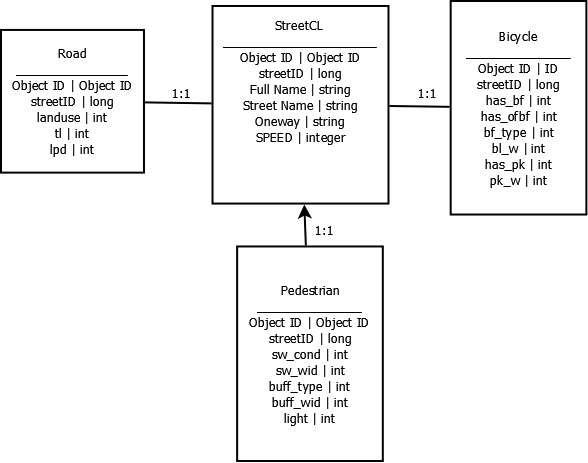 Road
Object ID | Object ID
streetID | long
landuse | int
tl | int
lpd | int
1:1
StreetCL
Object ID | Object ID
streetID | long
Full Name | string
Street Name | string
Oneway | string
SPEED | integer
1:1
Bicycle
Object ID | ID
streetID | long
has_bf | int
has_ofbf | int
bf_type | int
bl_w | int
has_pk | int
pk_w | int
1:1
Pedestrian
Object ID | Object ID
streetID | long
sw_cond | int
sw_wid | int
buff_type | int
buff_wid | int
light | int